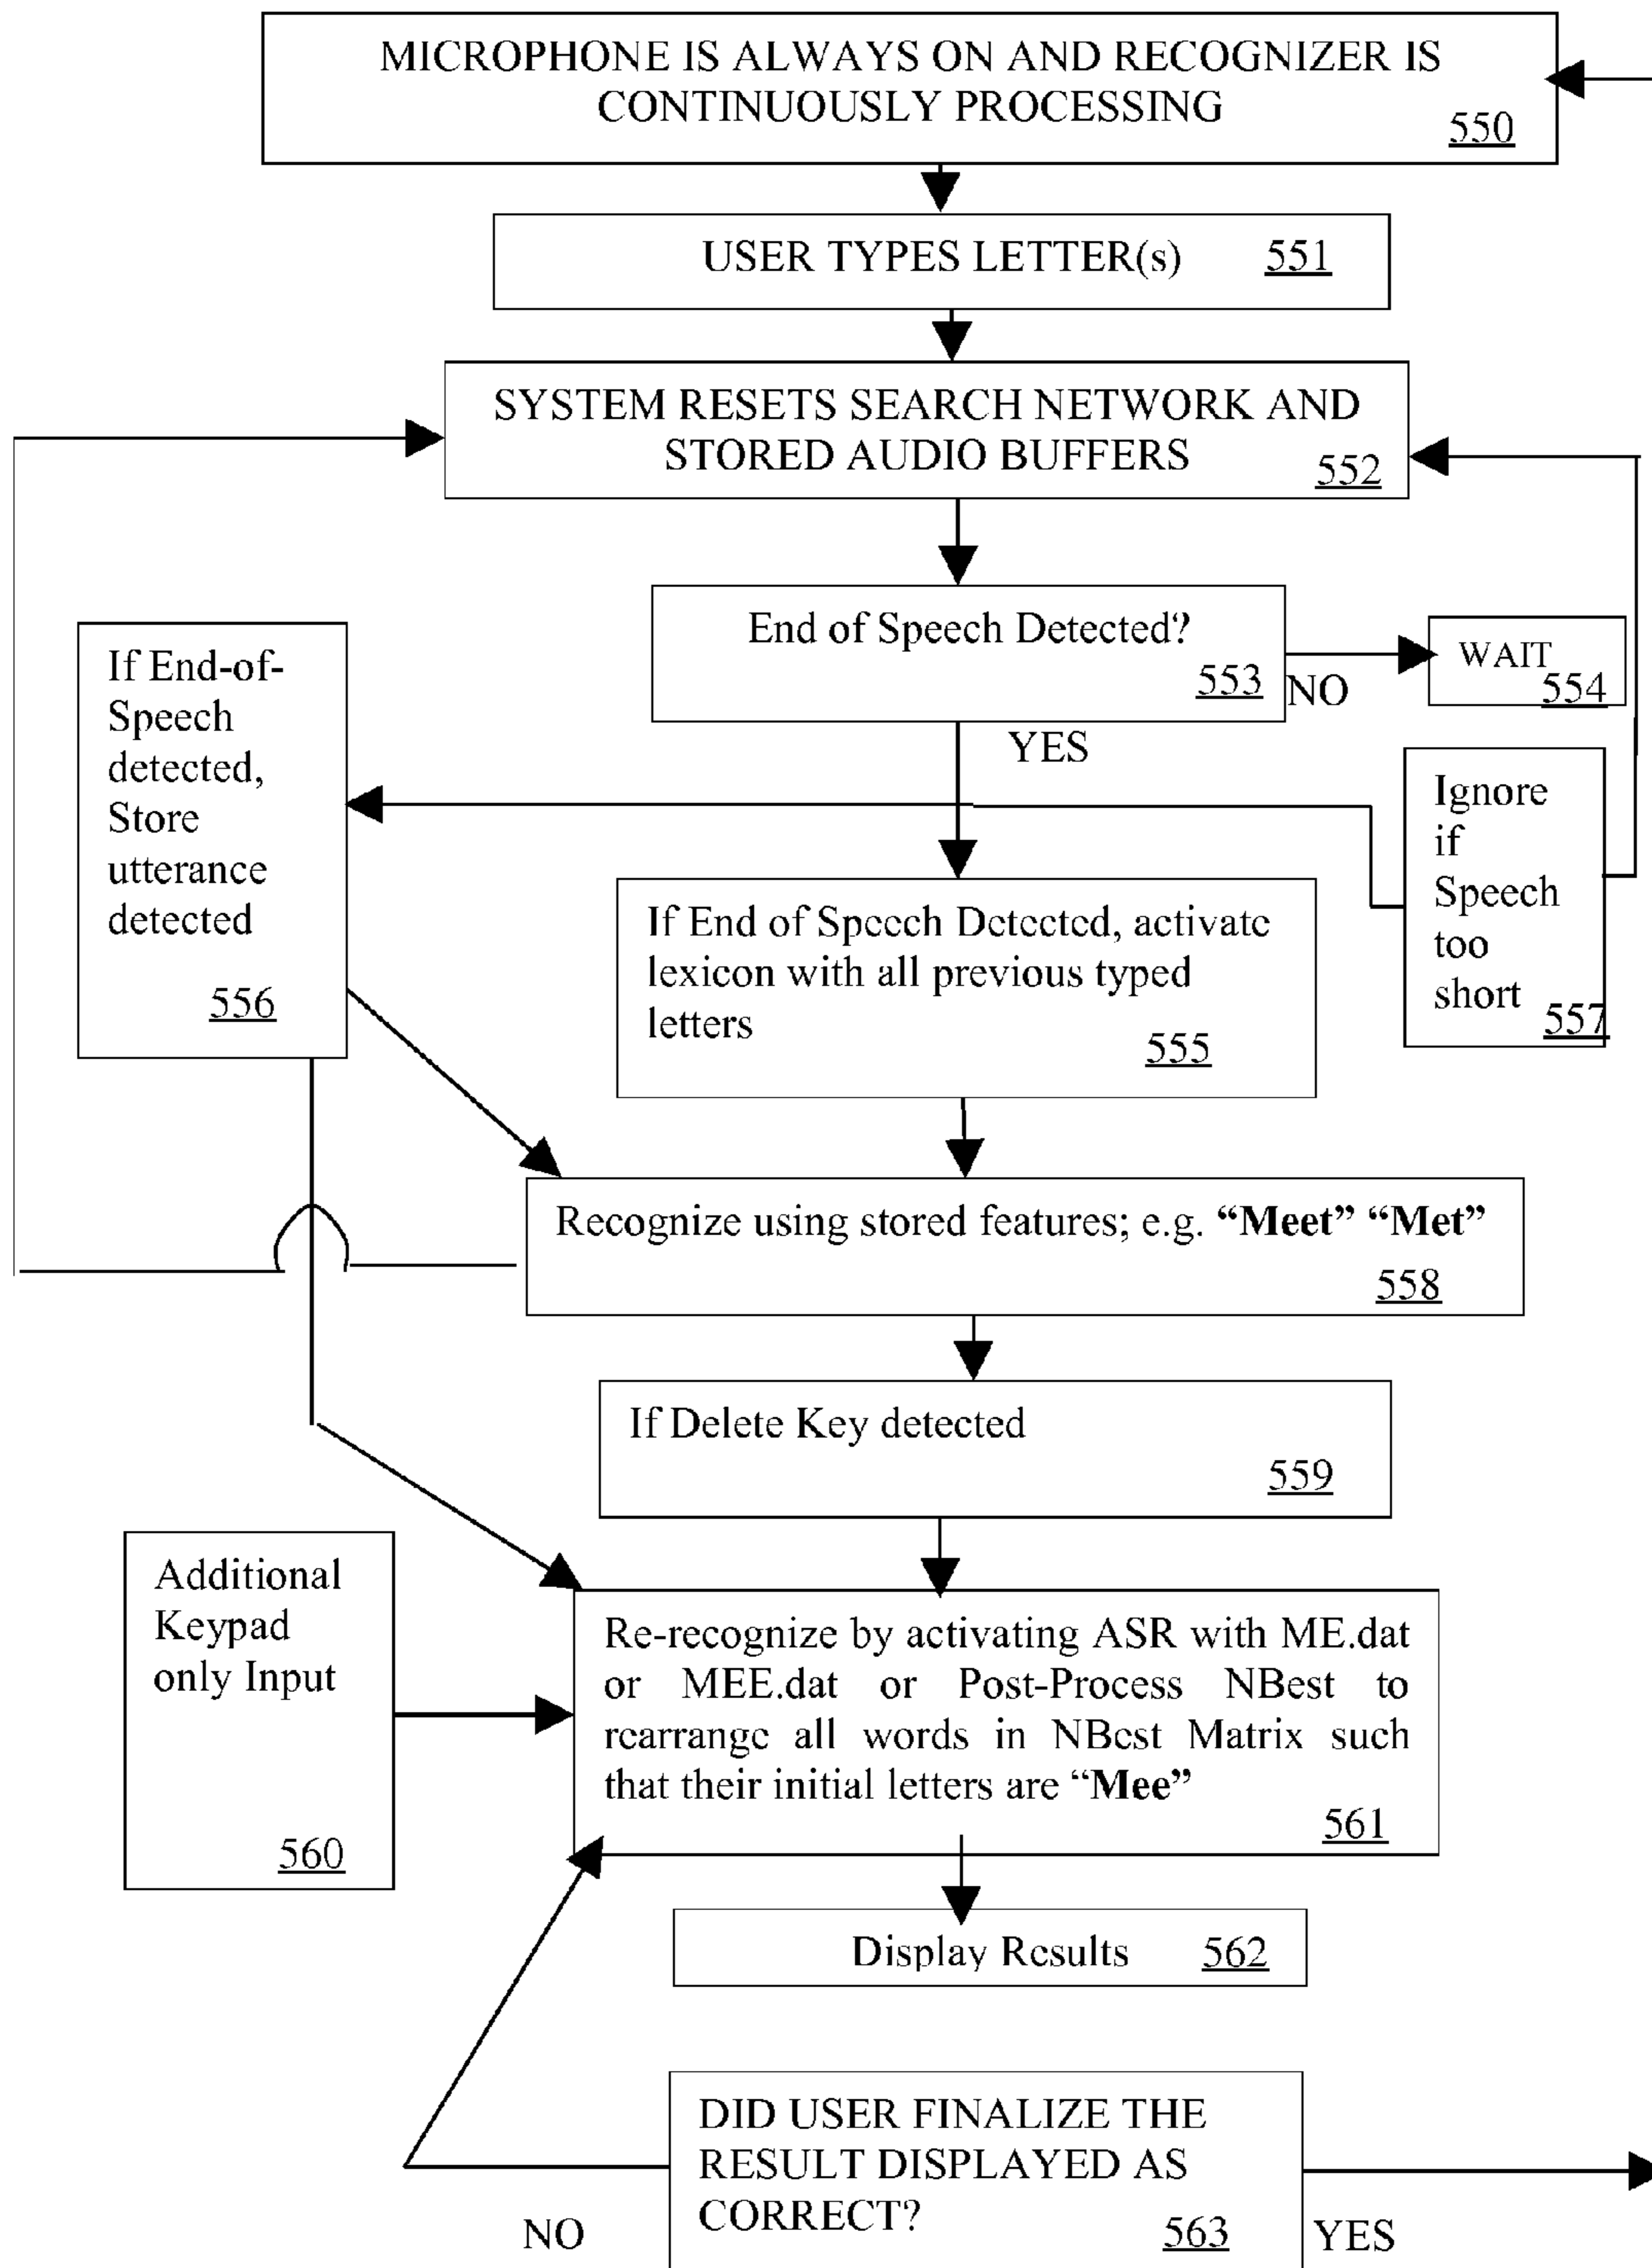 MICROPHONE IS ALWAYS ON AND RECOGNIZER IS
CONTINUOUSLY PROCESSING
550
USER TYPES LETTER(s) 551
SYSTEM RESETS SEARCH NETWORK AND
STORED AUDIO BUFFERS
552
End of Speech Detected?
553
NO
WAIT
554
YES
If End-of-
Speech
detected,
Store
utterance
detected
556
Ignore
if
Speech
too
short
557
If End of Speech Detected, activate
lexicon with all previous typed
letters
555
Recognize using stored features; e.g. “Meet” “Met”
558
If Delete Key detected
559
Additional
Keypad
only Input
560
Re-recognize by activating ASR with ME.dat
or MEE.dat or Post-Process NBest to
rearrange all words in NBest Matrix such
that their initial letters are “Mee”
561
Display Results 562
DID USER FINALIZE THE
RESULT DISPLAYED AS
CORRECT?
563
NO
YES